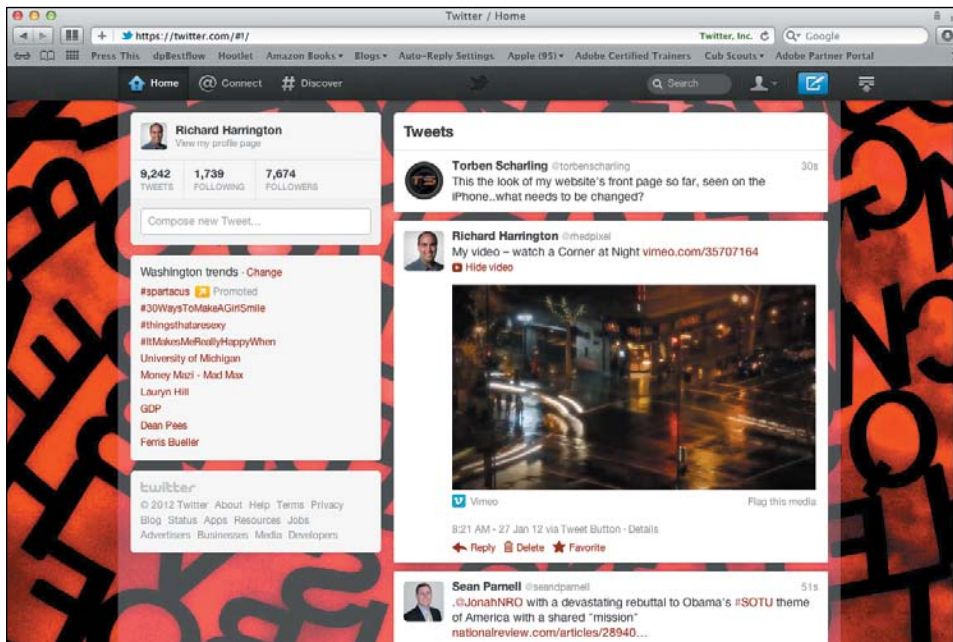 Twitter / Home
https://twitter.com/#!/
Twitter, Inc.
Google
Press This dpBestflow Hootlet Amazon Books Blogs Auto-Reply Settings Apple (95) Adobe Certified Trainers Cub Scouts Adobe Partner Portal
Home @ Connect # Discover
Search
Richard Harrington
View my profile page
9,242 1,739 7,674
TWEETS FOLLOWING FOLLOWERS
Compose new Tweet...
Washington trends · Change
#spartacus Promoted
#30WaysToMakeAGirlSmile
#thingsthataresexy
#ItMakesMeReallyHappyWhen
University of Michigan
Money Mazi - Mad Max
Lauryn Hill
GDP
Dean Pees
Ferris Bueller
twitter
© 2012 Twitter About Help Terms Privacy
Blog Status Apps Resources Jobs
Advertisers Businesses Media Developers
Tweets
Torben Scharling @torbenscharling 30s
This the look of my website's front page so far, seen on the
iPhone..what needs to be changed?
TS
Richard Harrington @rhedpixel
My video – watch a Corner at Night vimeo.com/35707164
Hide video
Vimeo Flag this media
8:21 AM - 27 Jan 12 via Tweet Button · Details
Reply Delete Favorite
Sean Parnell @seandparnell 51s
.@JonahNRO with a devastating rebuttal to Obama's #SOTU theme
of America with a shared "mission"
nationalreview.com/articles/28940...